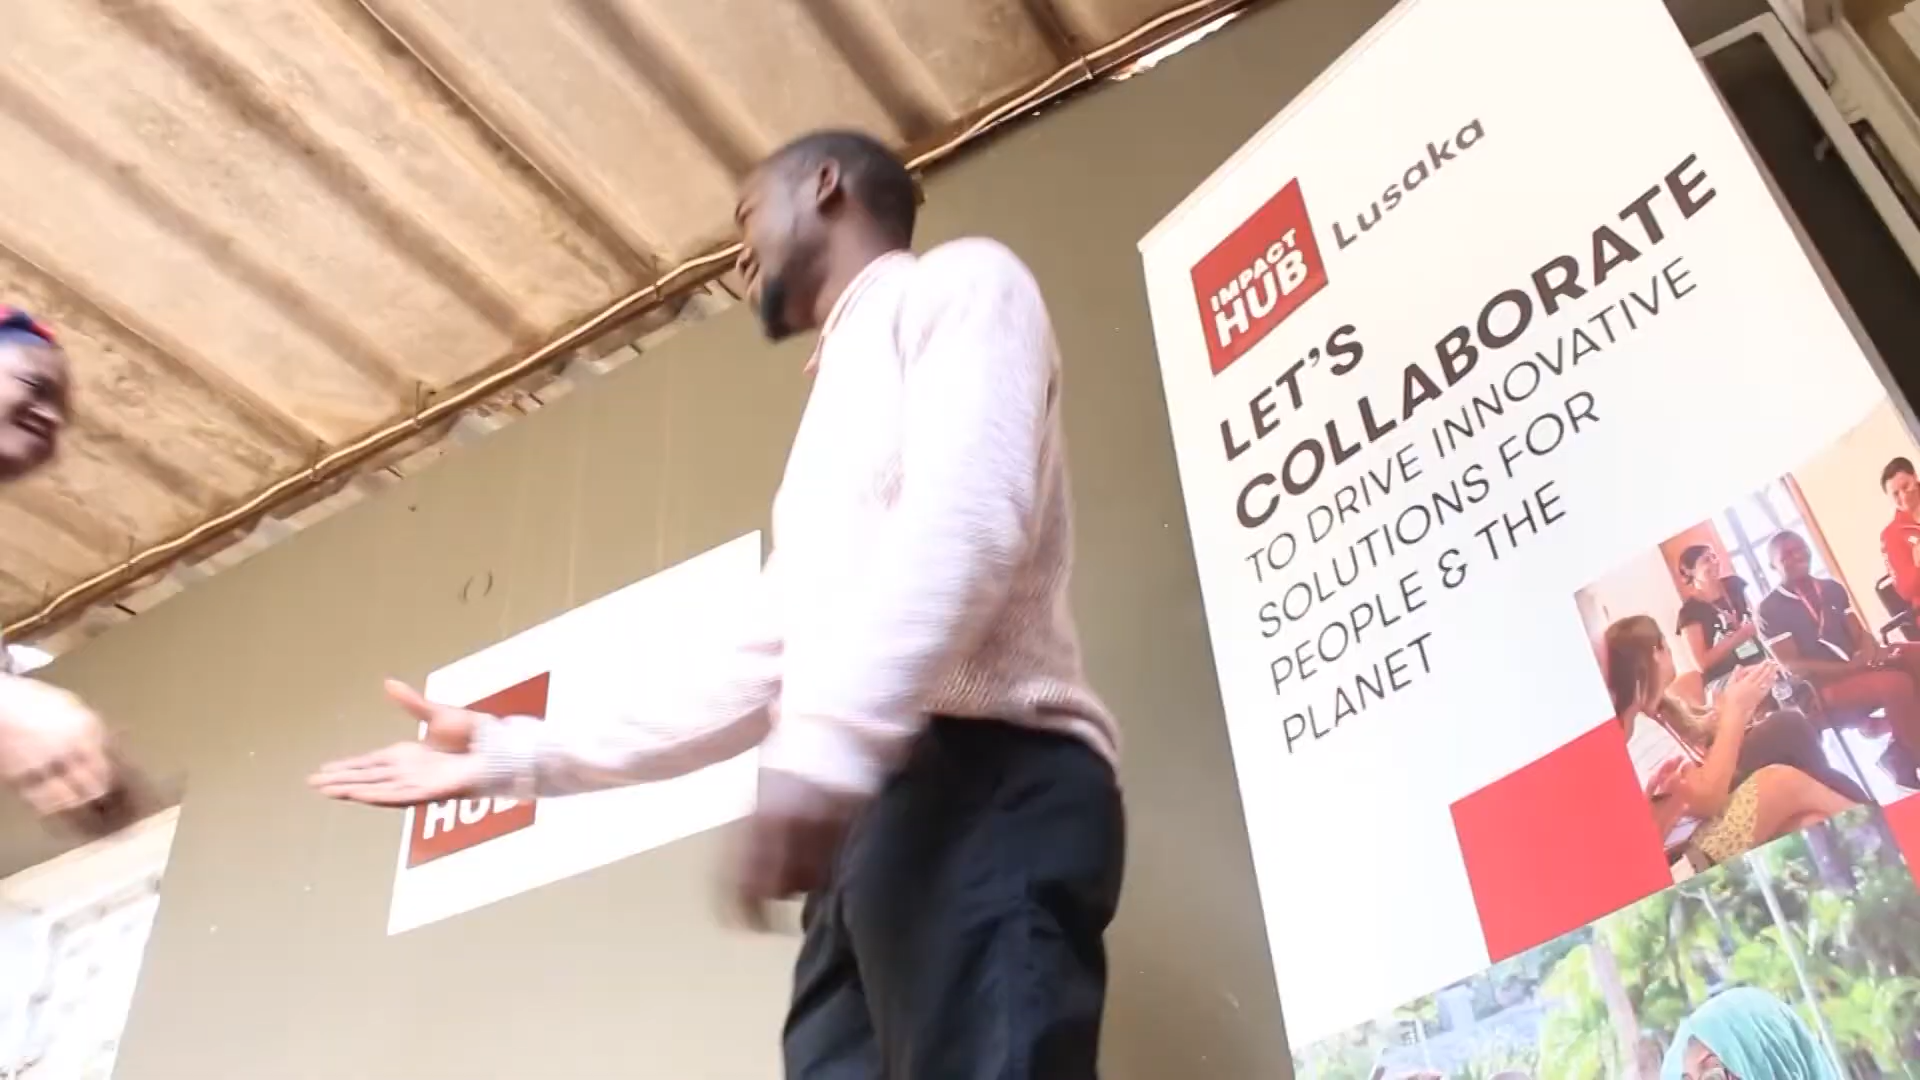 IMPACT
HUB
Lusaka
LET'S
COLLABORATE
TO DRIVE INNOVATIVE
SOLUTIONS FOR
PEOPLE & THE
PLANET
HUB